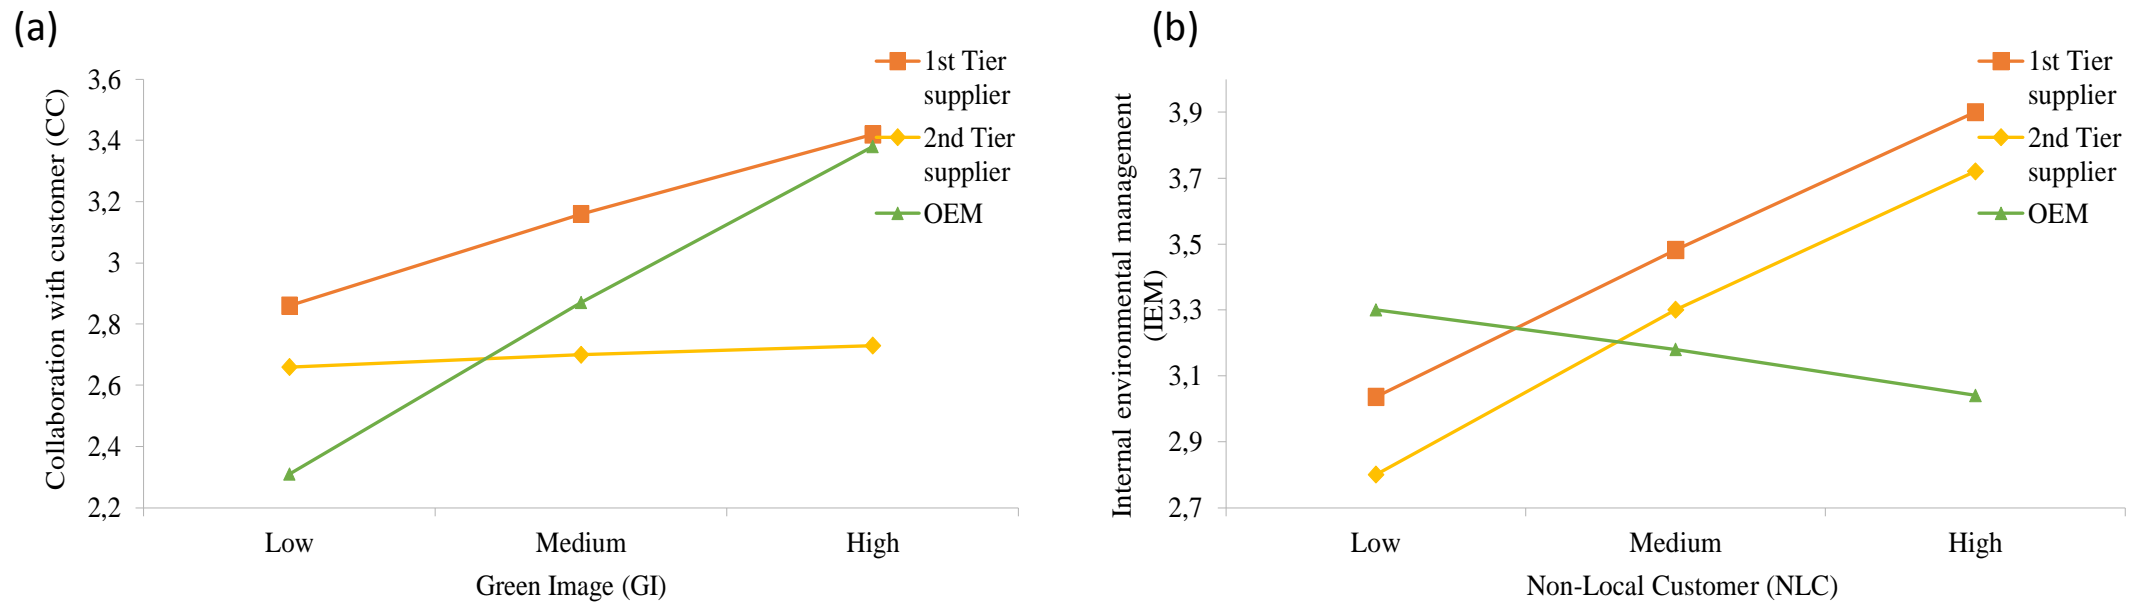 (a)
Collaboration with customer (CC)
3,6
3,4
3,2
3
2,8
2,6
2,4
2,2
Low
Medium
High
Green Image (GI)
1st Tier
supplier
2nd Tier
supplier
OEM
(b)
Internal environmental management
(IEM)
3,9
3,7
3,5
3,3
3,1
2,9
2,7
Low
Medium
High
Non-Local Customer (NLC)
1st Tier
supplier
2nd Tier
supplier
OEM